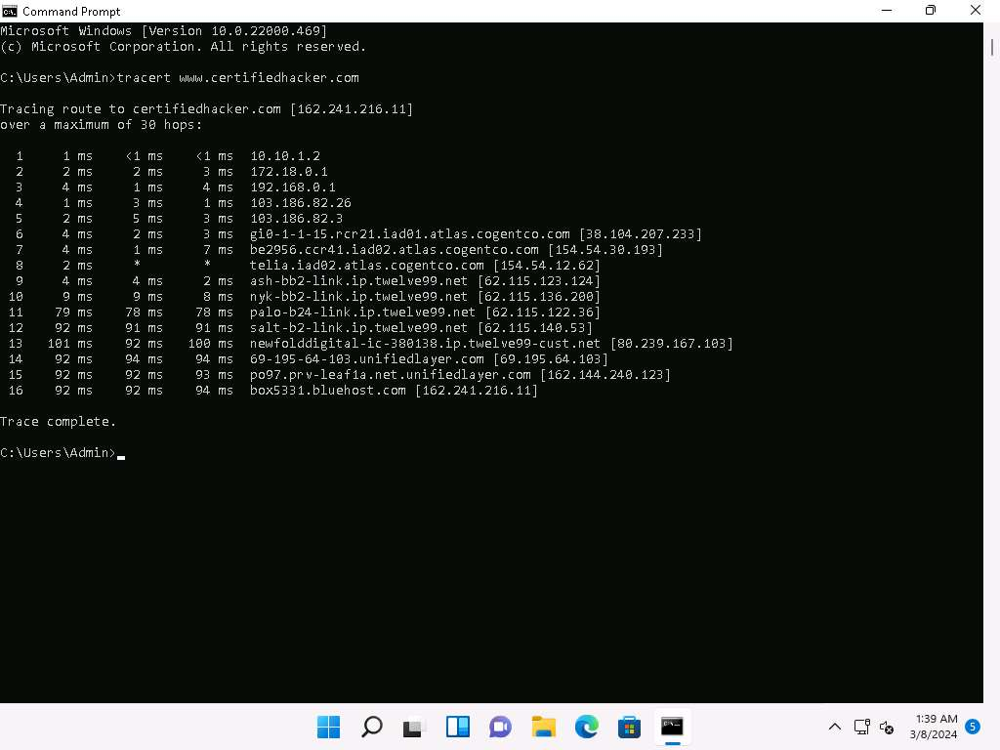 Command Prompt
Microsoft Windows [Version 10.0.22000.469]
(c) Microsoft Corporation. All rights reserved.
C:\Users\Admin>tracert www.certifiedhacker.com
Tracing route to certifiedhacker.com [162.241.216.11]
over a maximum of 30 hops:
1 1 ms <1 ms <1 ms 10.10.1.2
2 2 ms 2 ms 3 ms 172.18.0.1
3 4 ms 1 ms 4 ms 192.168.0.1
4 1 ms 3 ms 1 ms 103.186.82.26
5 2 ms 5 ms 3 ms 103.186.82.3
6 4 ms 2 ms 3 ms gi0-1-1-15.rcr21.iad01.atlas.cogentco.com [38.104.207.233]
7 4 ms 1 ms 7 ms be2956.ccr41.iad02.atlas.cogentco.com [154.54.30.193]
8 2 ms * * telia.iad02.atlas.cogentco.com [154.54.12.62]
9 4 ms 4 ms 2 ms ash-bb2-link.ip.twelve99.net [62.115.123.124]
10 9 ms 9 ms 8 ms nyk-bb2-link.ip.twelve99.net [62.115.136.200]
11 79 ms 78 ms 78 ms palo-b24-link.ip.twelve99.net [62.115.122.36]
12 92 ms 91 ms 91 ms salt-b2-link.ip.twelve99.net [62.115.140.53]
13 101 ms 92 ms 100 ms newfolddigital-ic-380138.ip.twelve99-cust.net [80.239.167.103]
14 92 ms 94 ms 94 ms 69-195-64-103.unifiedlayer.com [69.195.64.103]
15 92 ms 92 ms 93 ms po97.prv-leaf1a.net.unifiedlayer.com [162.144.240.123]
16 92 ms 92 ms 94 ms box5331.bluehost.com [162.241.216.11]
Trace complete.
C:\Users\Admin>
1:39 AM
3/8/2024
5